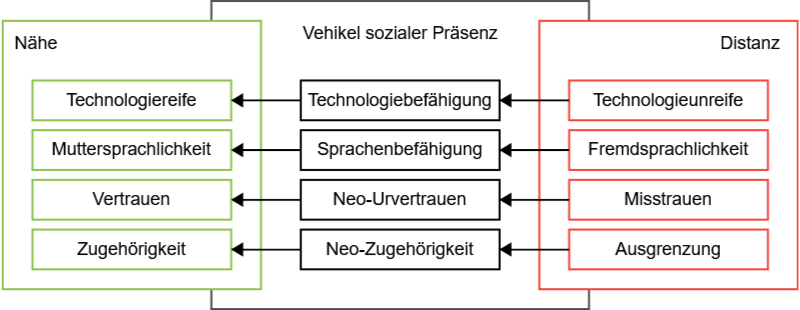 Vehikel sozialer Präsenz
Nähe
Distanz
Technologiereife
Technologiebefähigung
Technologieunreife
Muttersprachlichkeit
Sprachenbefähigung
Fremdsprachlichkeit
Vertrauen
Neo-Urvertrauen
Misstrauen
Zugehörigkeit
Neo-Zugehörigkeit
Ausgrenzung